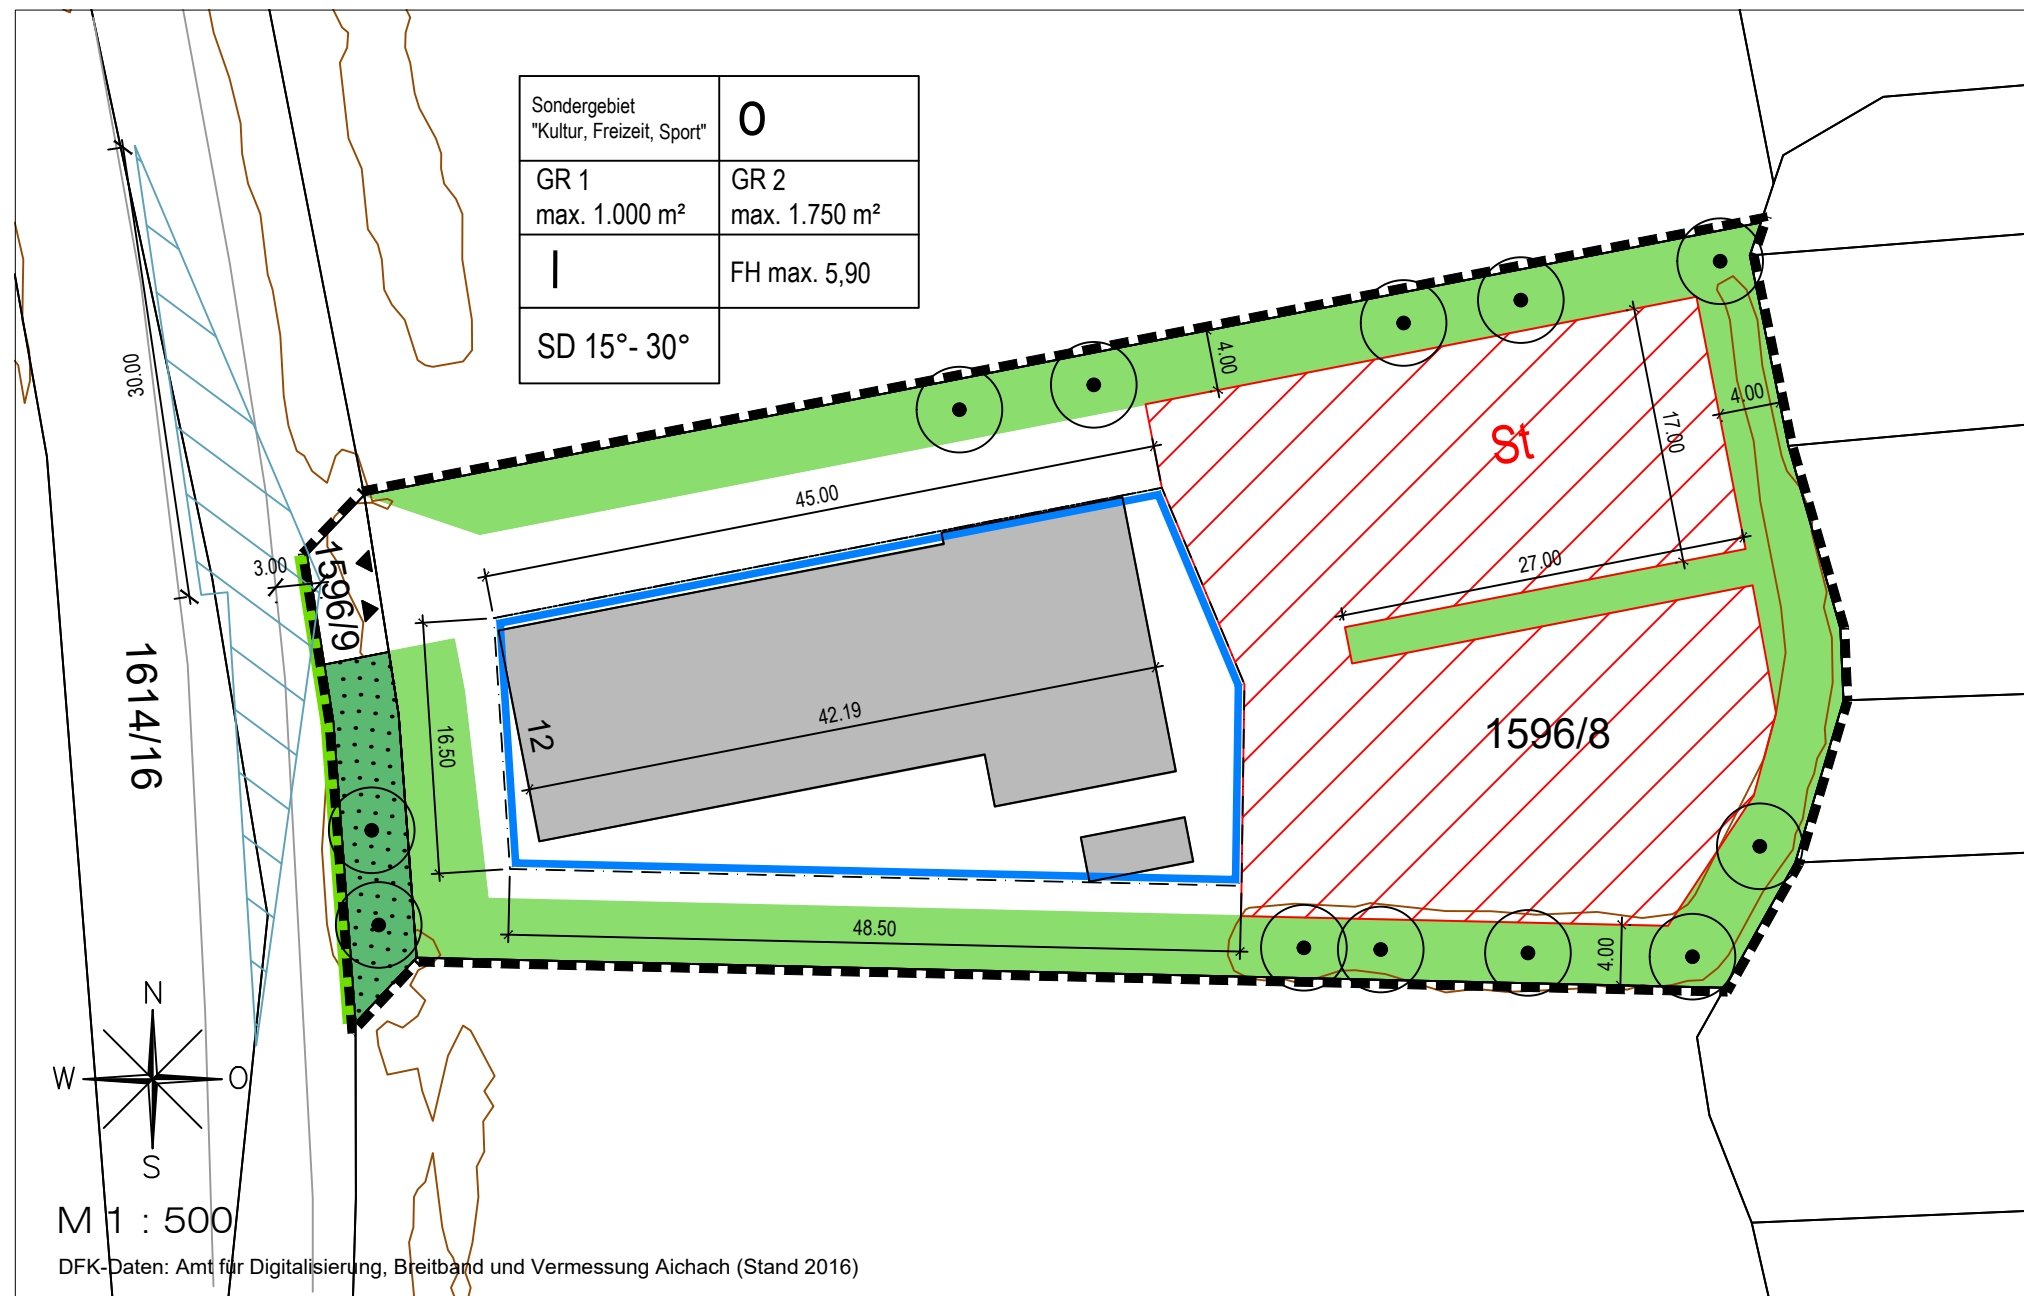 Sondergebiet
"Kultur, Freizeit, Sport"
O
GR 1
max. 1.000 m²
GR 2
max. 1.750 m²
I
FH max. 5,90
SD 15°- 30°
30.00
4.00
4.00
17.00
St
45.00
3.00
1596/9
27.00
1614/16
16.50
12
42.19
1596/8
48.50
4.00
N
W
O
S
M 1 : 500
DFK-Daten: Amt für Digitalisierung, Breitband und Vermessung Aichach (Stand 2016)